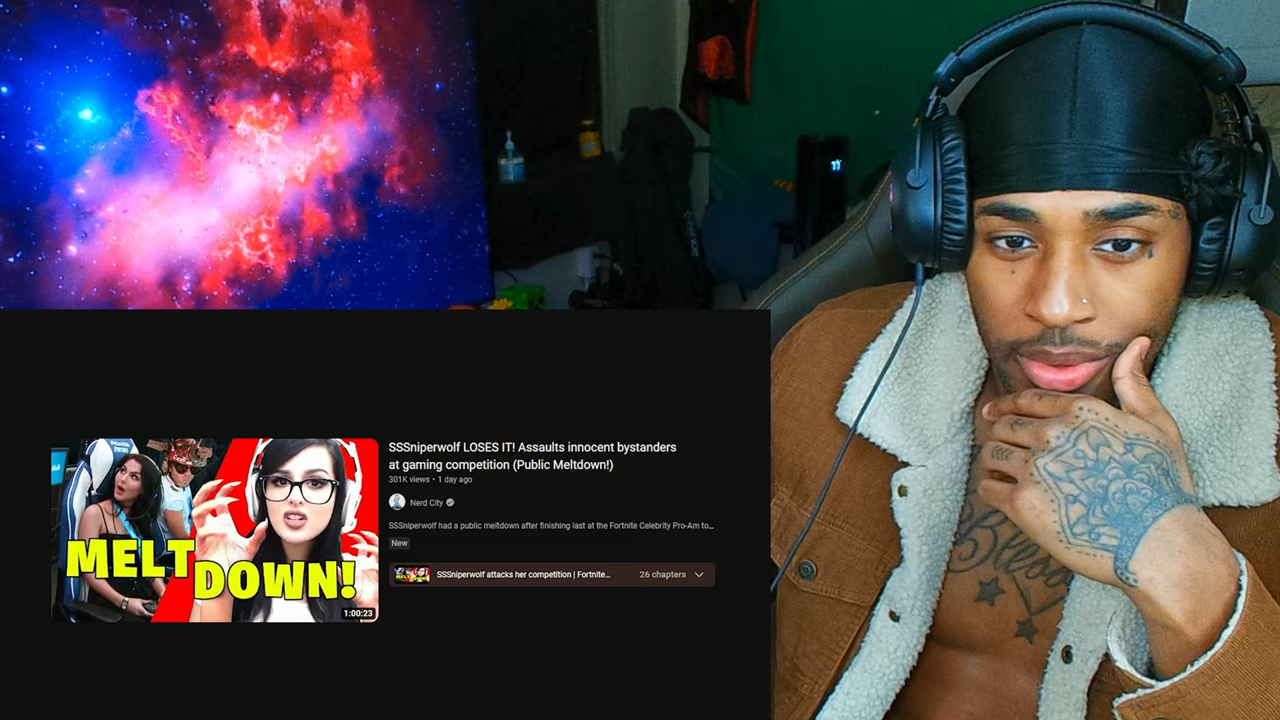 SSSniperwolf LOSES IT! Assaults innocent bystanders
at gaming competition (Public Meltdown!)
301K views • 1 day ago
Nerd City
SSSniperwolf had a public meltdown after finishing last at the Fortnite Celebrity Pro-Am to...
New
SSSniperwolf attacks her competition | Fortnite... 26 chapters
MELT
DOWN!
1:00:23
Bless